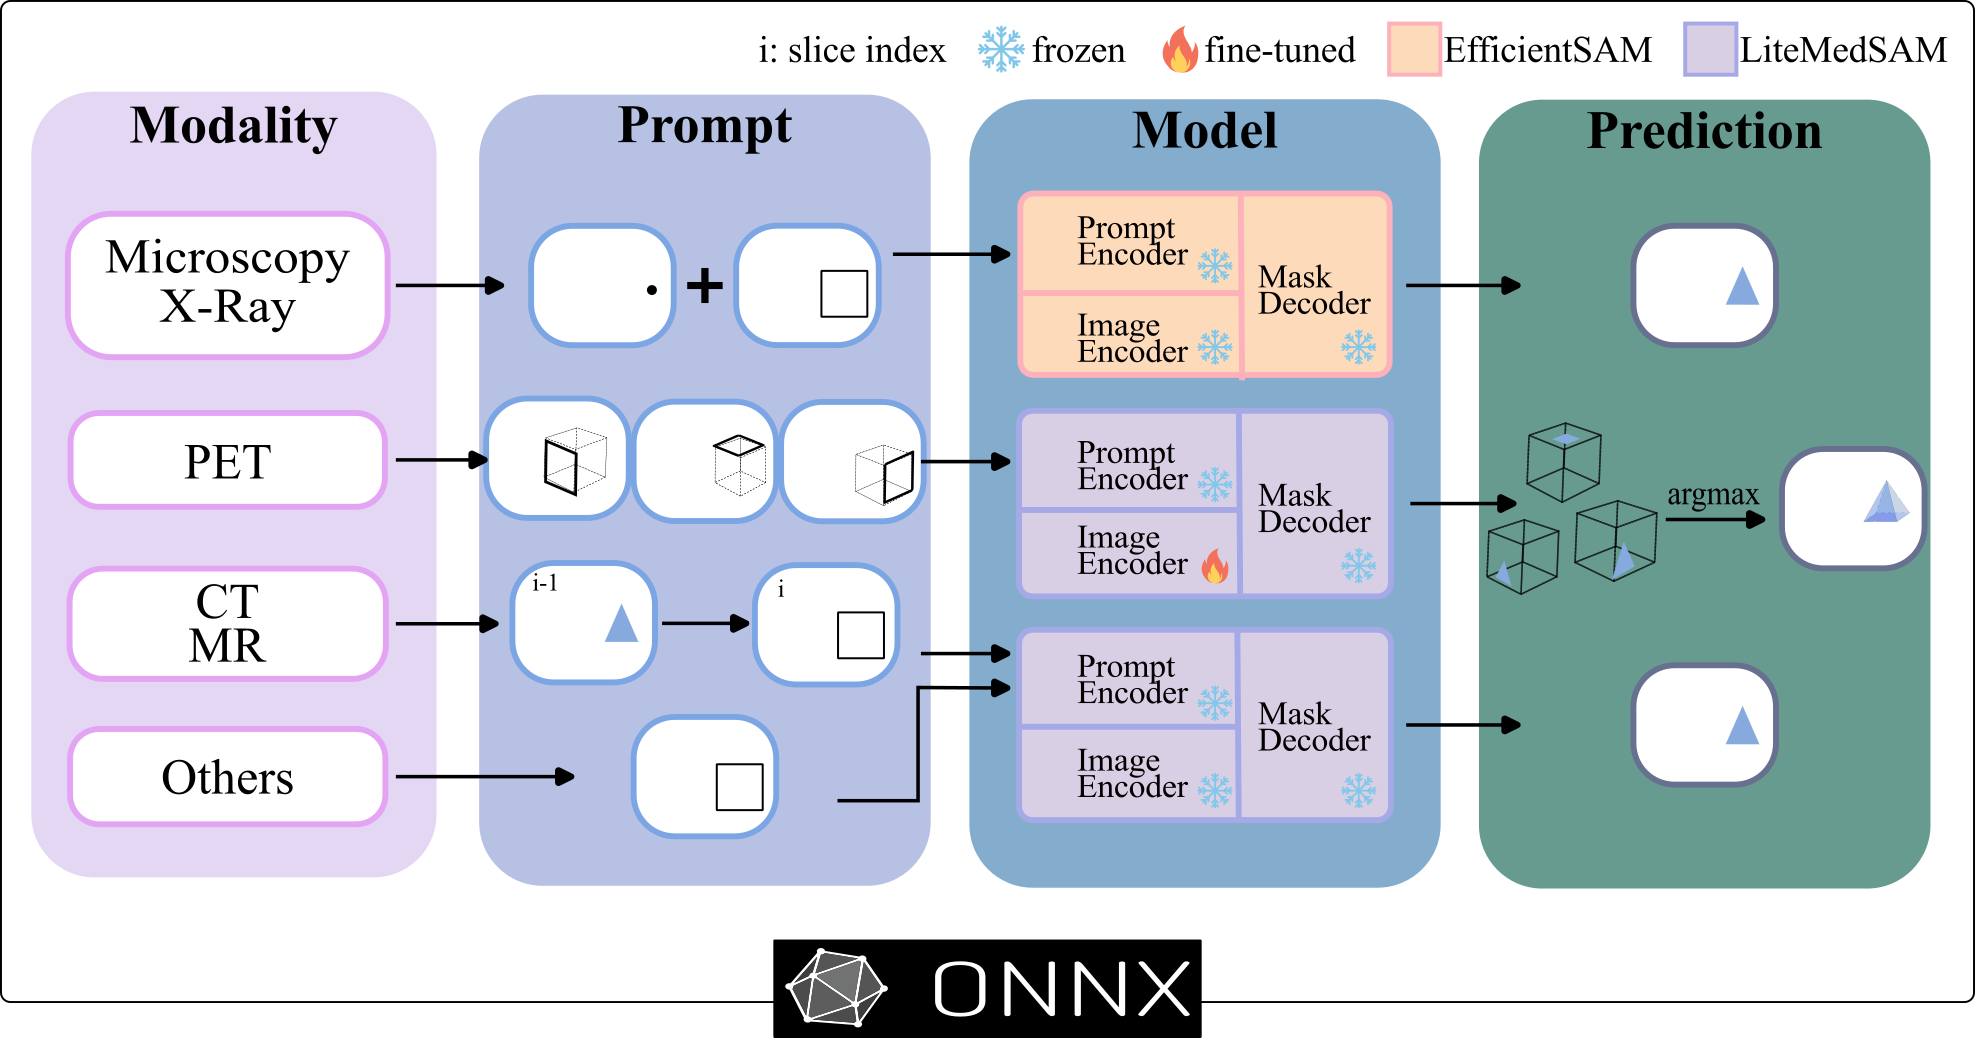 i: slice index
frozen
fine-tuned
EfficientSAM
LiteMedSAM
Modality
Prompt
Model
Prediction
Microscopy
X-Ray
Prompt
Encoder
Image
Encoder
Mask
Decoder
PET
Prompt
Encoder
Image
Encoder
Mask
Decoder
argmax
CT
MR
i-1
i
Prompt
Encoder
Image
Encoder
Mask
Decoder
Others
ONNX